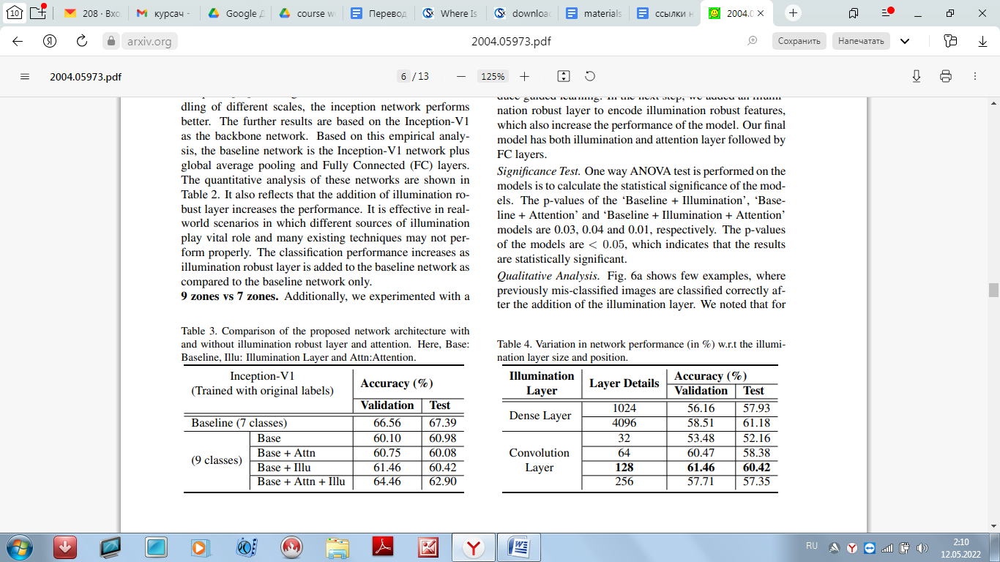 10
208 · Вхо
курсач -
Google Д
course w
Перевод
Where Is
downloa
materials
ссылки н
2004.0
arxiv.org
2004.05973.pdf
Сохранить
Напечатать
2004.05973.pdf
6 / 13
125%
dling of different scales, the inception network performs
better. The further results are based on the Inception-V1
as the backbone network. Based on this empirical analy-
sis, the baseline network is the Inception-V1 network plus
global average pooling and Fully Connected (FC) layers.
The quantitative analysis of these networks are shown in
Table 2. It also reflects that the addition of illumination ro-
bust layer increases the performance. It is effective in real-
world scenarios in which different sources of illumination
play vital role and many existing techniques may not per-
form properly. The classification performance increases as
illumination robust layer is added to the baseline network as
compared to the baseline network only.
9 zones vs 7 zones. Additionally, we experimented with a
Table 3. Comparison of the proposed network architecture with
and without illumination robust layer and attention. Here, Base:
Baseline, Illu: Illumination Layer and Attn:Attention.
Inception-V1
(Trained with original labels)
Accuracy (%)
Validation Test
Baseline (7 classes) 66.56 67.39
(9 classes)
Base 60.10 60.98
Base + Attn 60.75 60.08
Base + Illu 61.46 60.42
Base + Attn + Illu 64.46 62.90
duce guided learning. In the next step, we added an illumi-
nation robust layer to encode illumination robust features,
which also increase the performance of the model. Our final
model has both illumination and attention layer followed by
FC layers.
Significance Test. One way ANOVA test is performed on the
models is to calculate the statistical significance of the mod-
els. The p-values of the ‘Baseline + Illumination’, ‘Base-
line + Attention’ and ‘Baseline + Illumination + Attention’
models are 0.03, 0.04 and 0.01, respectively. The p-values
of the models are < 0.05, which indicates that the results
are statistically significant.
Qualitative Analysis. Fig. 6a shows few examples, where
previously mis-classified images are classified correctly af-
ter the addition of the illumination layer. We noted that for
Table 4. Variation in network performance (in %) w.r.t the illumi-
nation layer size and position.
Illumination
Layer
Layer Details
Accuracy (%)
Validation Test
Dense Layer
1024 56.16 57.93
4096 58.51 61.18
Convolution
Layer
32 53.48 52.16
64 60.47 58.38
128 61.46 60.42
256 57.71 57.35
RU
2:10
12.05.2022